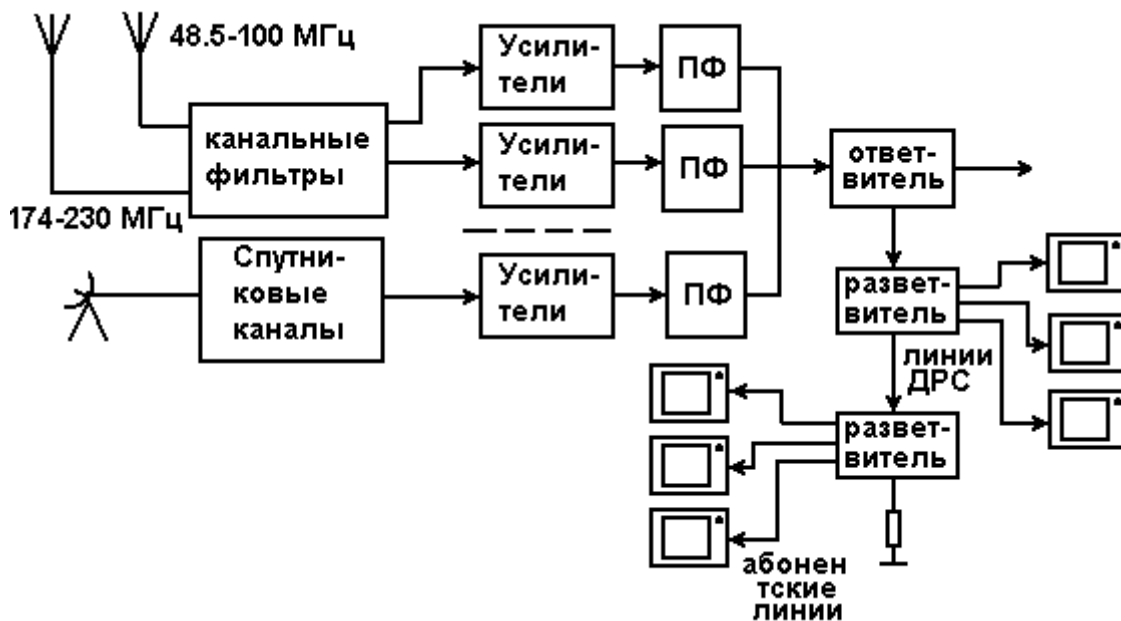 48.5-100 МГц
Усили-
тели
ПФ
канальные
фильтры
Усили-
тели
ПФ
ответ-
витель
174-230 МГц
Спутни-
ковые
каналы
Усили-
тели
ПФ
развет-
витель
линии
ДРС
развет-
витель
абонен
тские
линии